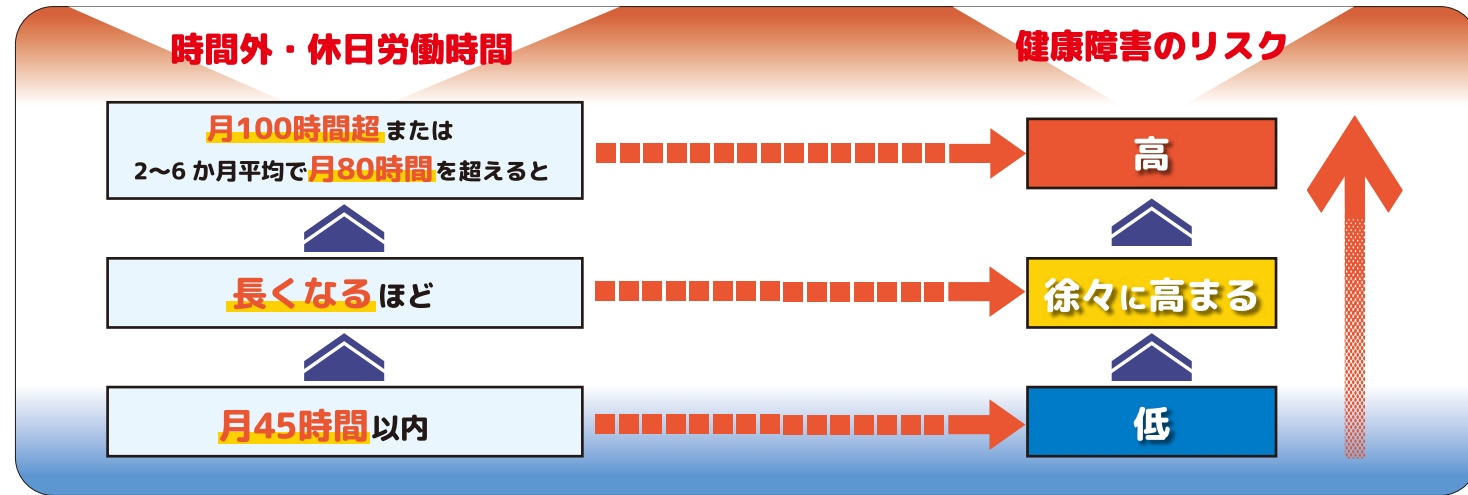 時間外・休日労働時間
健康障害のリスク
月100時間超または
2〜6か月平均で月80時間を超えると
高
長くなるほど
徐々に高まる
月45時間以内
低